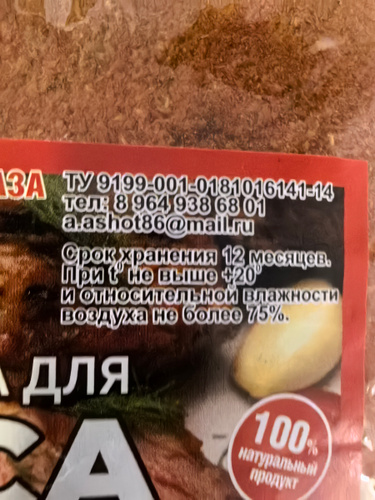 АЗА
ТУ 9199-001-0181016141-14
тел: 8 964 938 68 01
a.ashot86@mail.ru
Срок хранения 12 месяцев.
При t° не выше +20°
и относительной влажности
воздуха не более 75%.
ДЛЯ
СА
100%
натуральный
продукт